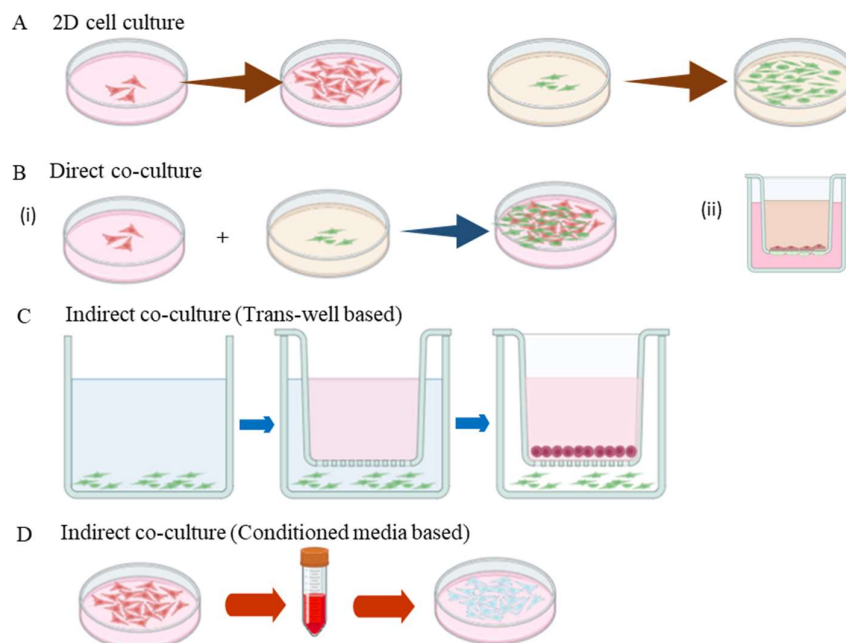 A 2D cell culture
B Direct co-culture
(i)
+
(ii)
C Indirect co-culture (Trans-well based)
D Indirect co-culture (Conditioned media based)